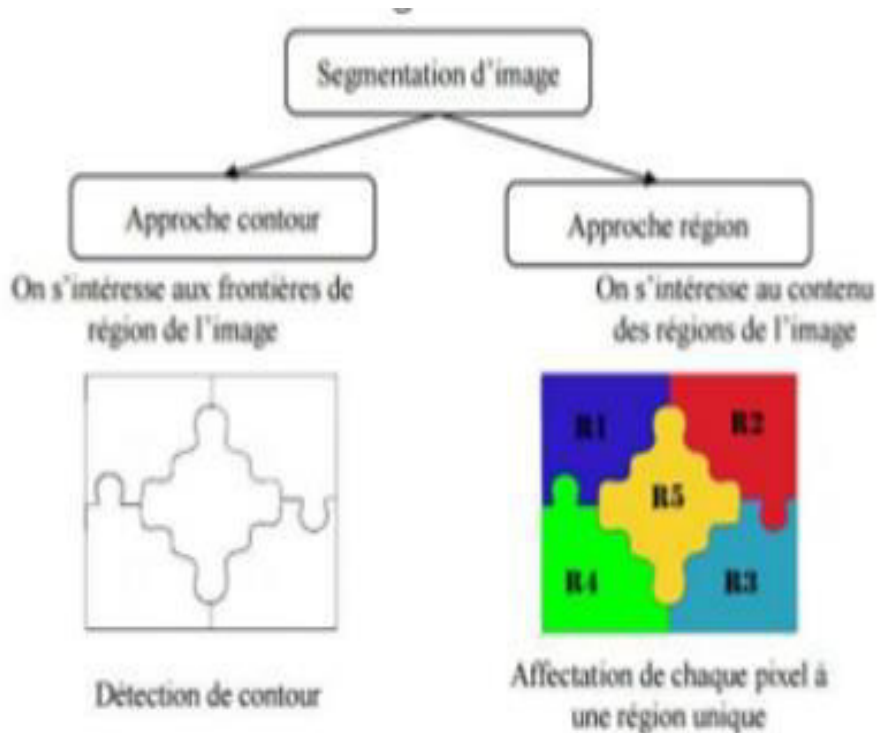 Segmentation d'image
Approche contour
Approche région
On s'intéresse aux frontières de
région de l'image
On s'intéresse au contenu
des régions de l'image
R1
R2
R5
R4
R3
Détection de contour
Affectation de chaque pixel à
une région unique